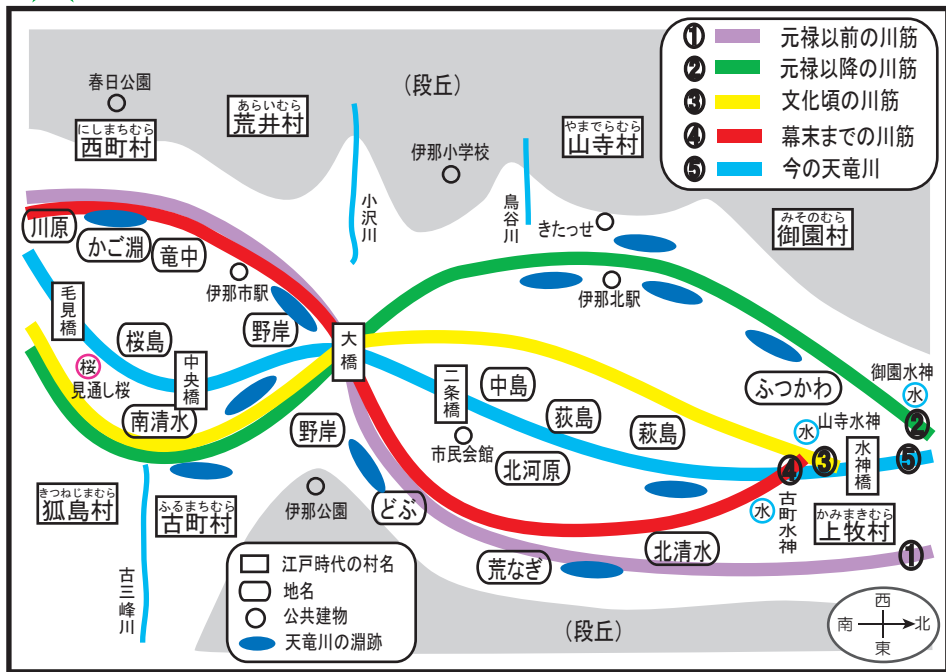 ① 元禄以前の川筋
② 元禄以降の川筋
③ 文化頃の川筋
④ 幕末までの川筋
⑤ 今の天竜川
(段丘)
春日公園
にしまちむら
西町村
あらいむら
荒井村
小沢川
伊那小学校
鳥谷川
やまでらむら
山寺村
きたっせ
みそのむら
御園村
川原
かご淵
竜中
伊那市駅
野岸
大橋
伊那北駅
ふつかわ
御園水神
水
②
毛見橋
桜島
中央橋
桜
見通し桜
南清水
野岸
二条橋
市民会館
中島
荻島
萩島
北河原
水
山寺水神
④
③
水神橋
⑤
水
古町水神
かみまきむら
上牧村
きつねじまむら
狐島村
ふるまちむら
古町村
古三峰川
伊那公園
どぶ
荒なぎ
北清水
①
江戸時代の村名
地名
公共建物
天竜川の淵跡
(段丘)
西
南
北
東